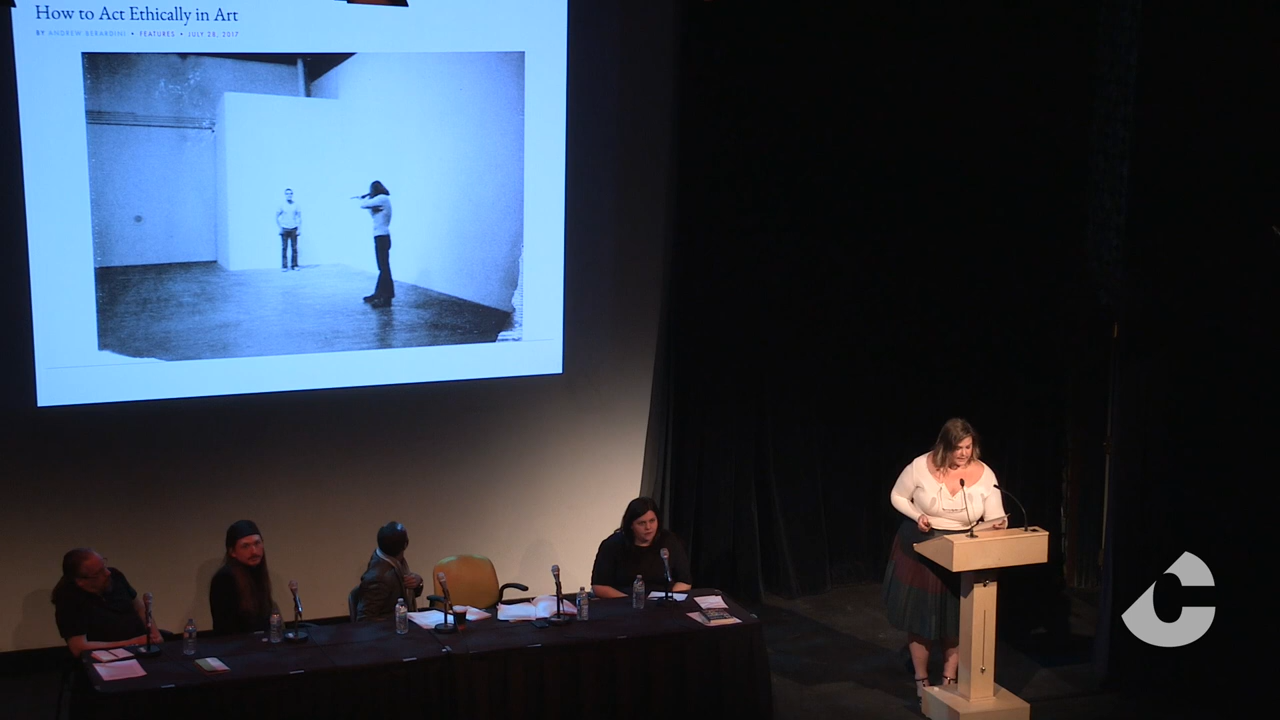 How to Act Ethically in Art
BY ANDREW BERARDINI • FEATURES • JULY 28, 2017
C